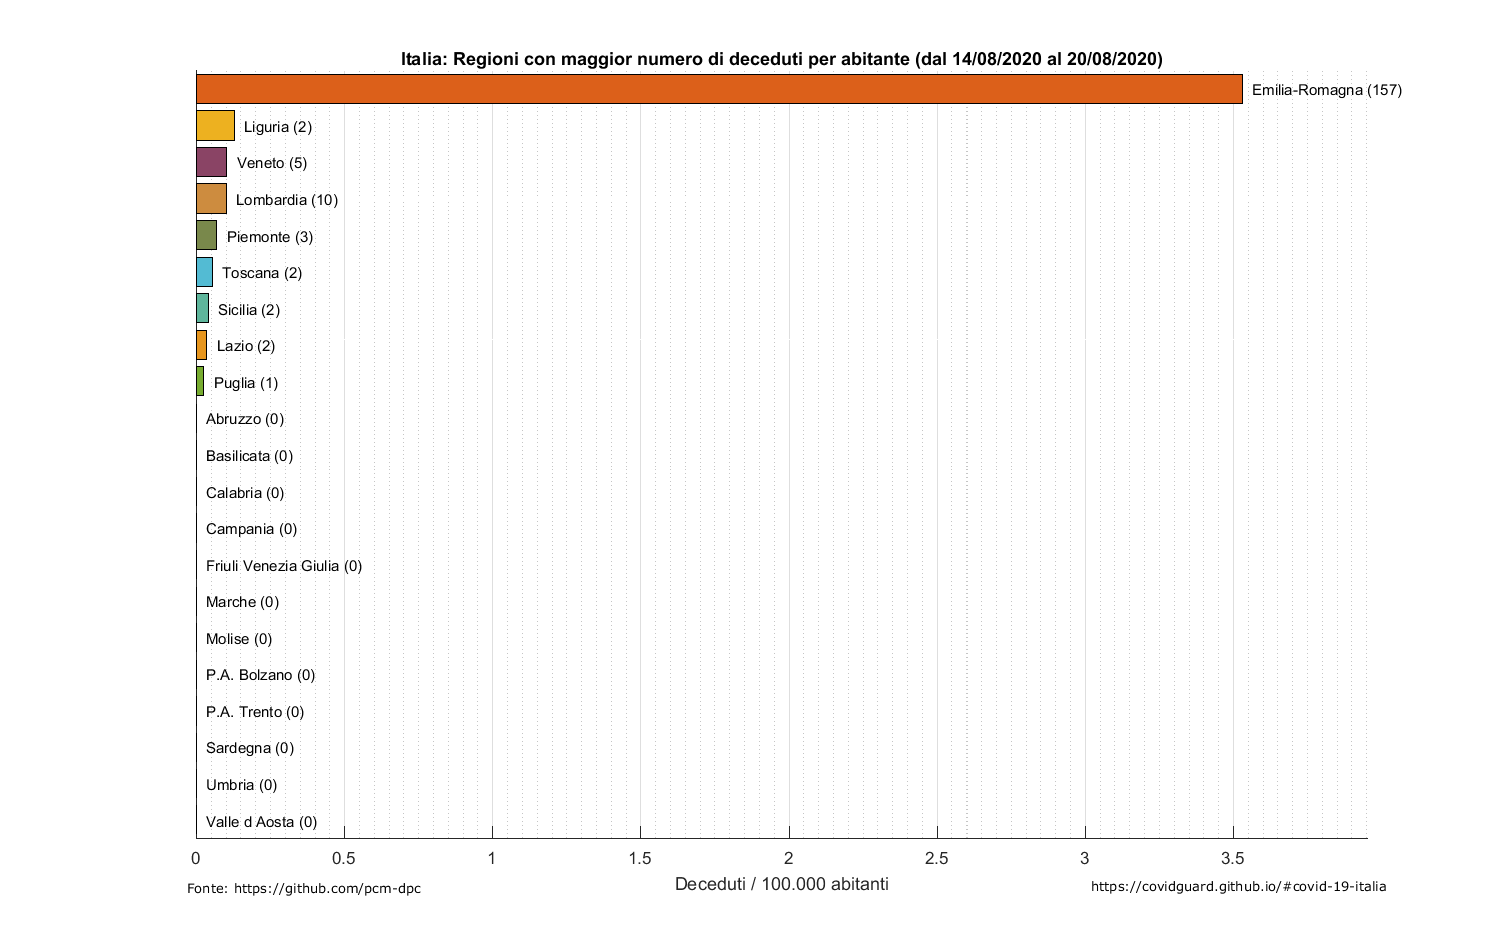 Italia: Regioni con maggior numero di deceduti per abitante (dal 14/08/2020 al 20/08/2020)
Emilia-Romagna (157)
Liguria (2)
Veneto (5)
Lombardia (10)
Piemonte (3)
Toscana (2)
Sicilia (2)
Lazio (2)
Puglia (1)
Abruzzo (0)
Basilicata (0)
Calabria (0)
Campania (0)
Friuli Venezia Giulia (0)
Marche (0)
Molise (0)
P.A. Bolzano (0)
P.A. Trento (0)
Sardegna (0)
Umbria (0)
Valle d Aosta (0)
0 0.5 1 1.5 2 2.5 3 3.5
Deceduti / 100.000 abitanti
Fonte: https://github.com/pcm-dpc
https://covidguard.github.io/#covid-19-italia